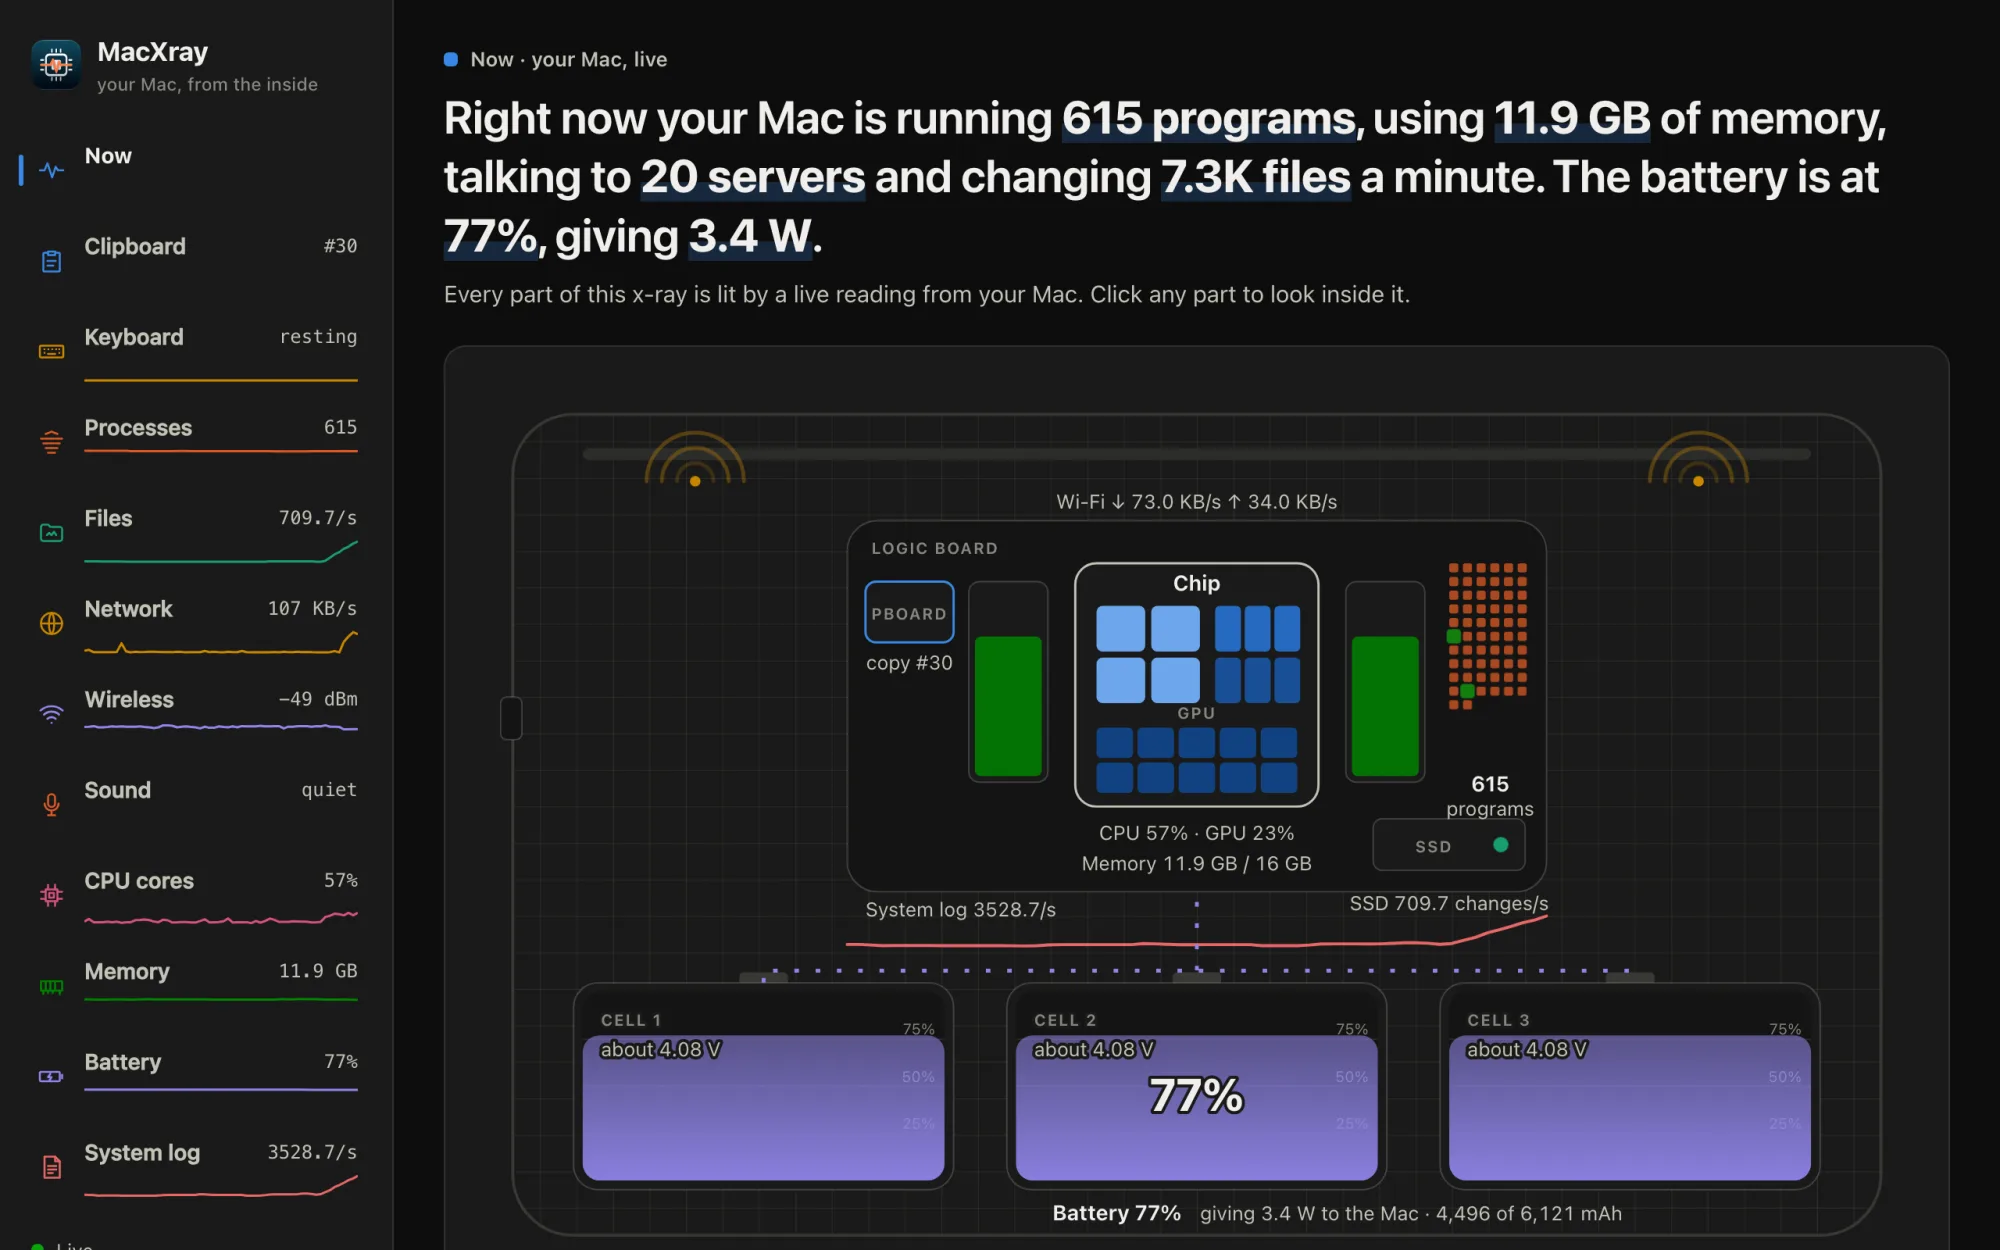 MacXray
your Mac, from the inside
Now
Clipboard #30
Keyboard resting
Processes 615
Files 709.7/s
Network 107 KB/s
Wireless −49 dBm
Sound quiet
CPU cores 57%
Memory 11.9 GB
Battery 77%
System log 3528.7/s
Live
Now · your Mac, live
Right now your Mac is running 615 programs, using 11.9 GB of memory,
talking to 20 servers and changing 7.3K files a minute. The battery is at
77%, giving 3.4 W.
Every part of this x-ray is lit by a live reading from your Mac. Click any part to look inside it.
Wi-Fi ↓ 73.0 KB/s ↑ 34.0 KB/s
LOGIC BOARD
PBOARD
copy #30
Chip
GPU
CPU 57% · GPU 23%
Memory 11.9 GB / 16 GB
615
programs
SSD
System log 3528.7/s
SSD 709.7 changes/s
CELL 1
75%
about 4.08 V
50%
25%
CELL 2
75%
about 4.08 V
50%
77%
25%
CELL 3
75%
about 4.08 V
50%
25%
Battery 77% giving 3.4 W to the Mac · 4,496 of 6,121 mAh